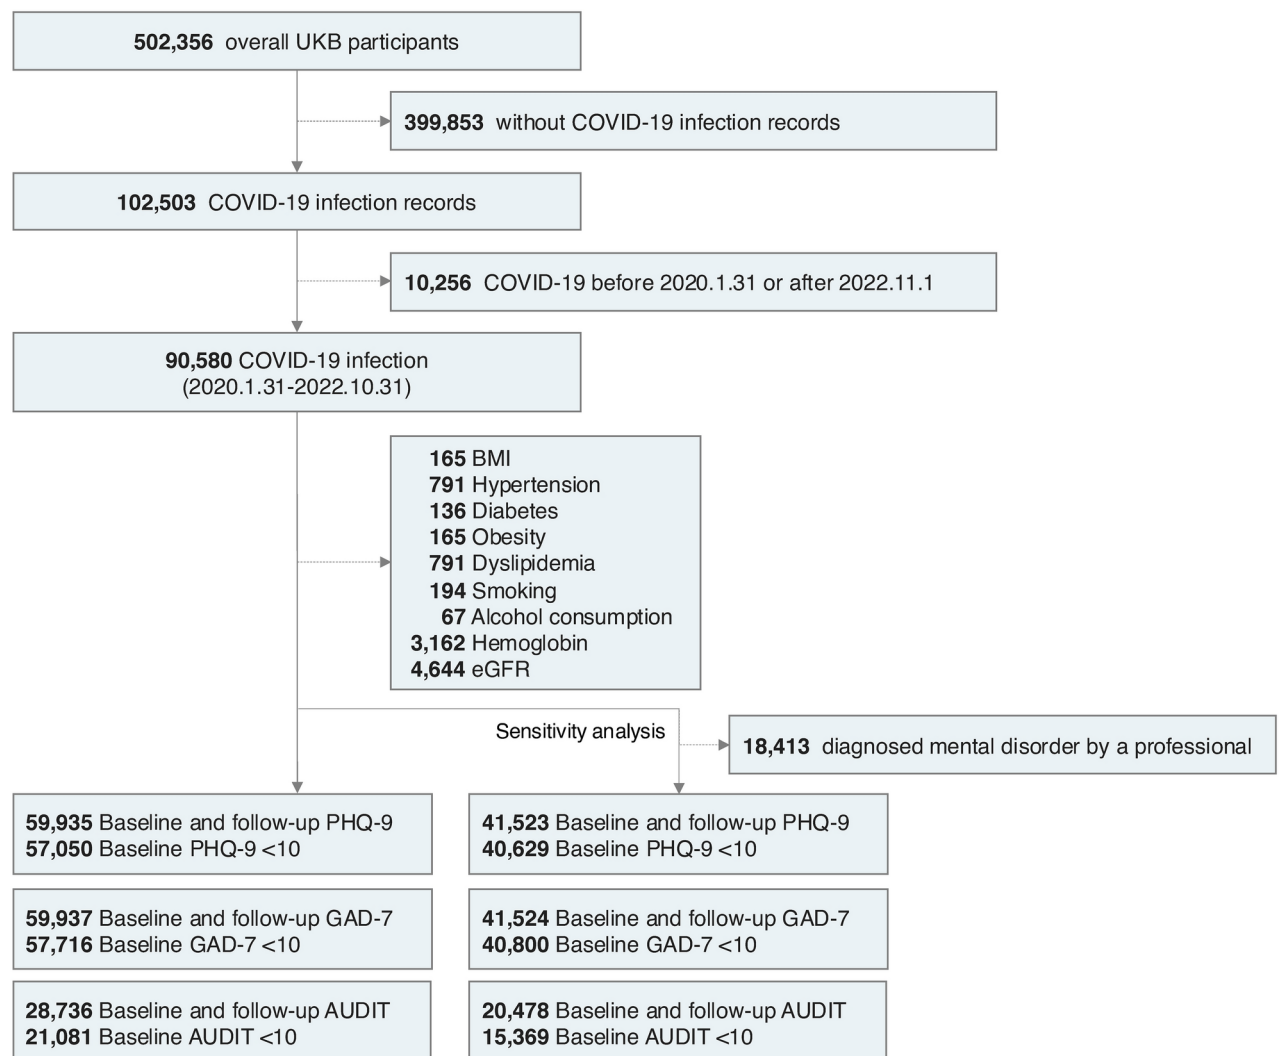 502,356 overall UKB participants
399,853 without COVID-19 infection records
102,503 COVID-19 infection records
10,256 COVID-19 before 2020.1.31 or after 2022.11.1
90,580 COVID-19 infection
(2020.1.31-2022.10.31)
165 BMI
791 Hypertension
136 Diabetes
165 Obesity
791 Dyslipidemia
194 Smoking
67 Alcohol consumption
3,162 Hemoglobin
4,644 eGFR
Sensitivity analysis
18,413 diagnosed mental disorder by a professional
59,935 Baseline and follow-up PHQ-9
57,050 Baseline PHQ-9 <10
41,523 Baseline and follow-up PHQ-9
40,629 Baseline PHQ-9 <10
59,937 Baseline and follow-up GAD-7
57,716 Baseline GAD-7 <10
41,524 Baseline and follow-up GAD-7
40,800 Baseline GAD-7 <10
28,736 Baseline and follow-up AUDIT
21,081 Baseline AUDIT <10
20,478 Baseline and follow-up AUDIT
15,369 Baseline AUDIT <10